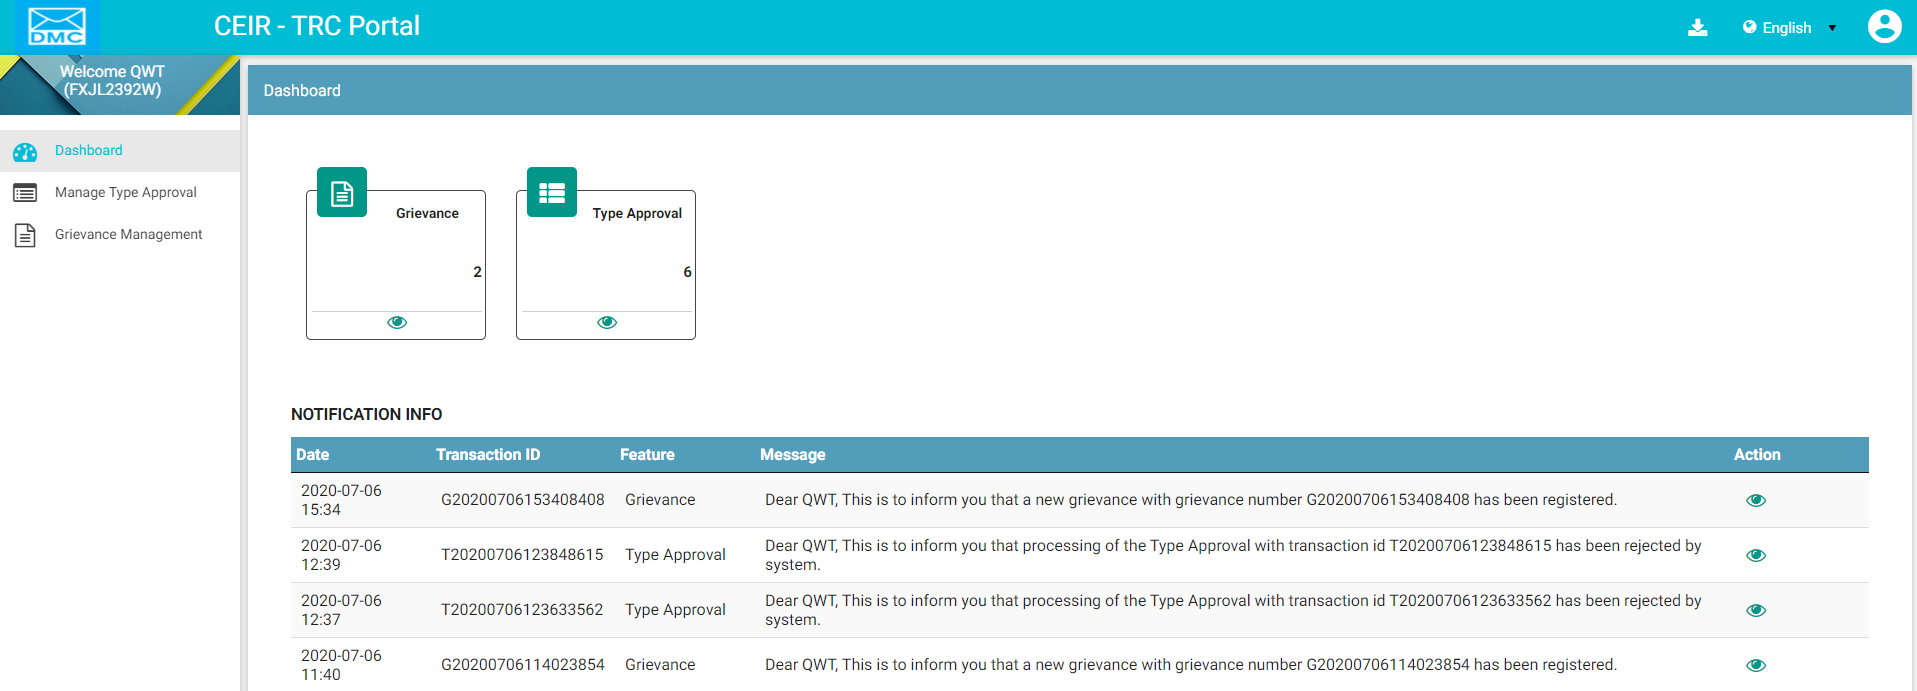 DMC
CEIR - TRC Portal
English
Welcome QWT
(FXJL2392W)
Dashboard
Manage Type Approval
Grievance Management
Dashboard
Grievance
2
Type Approval
6
NOTIFICATION INFO
Date Transaction ID Feature Message Action
2020-07-06
15:34
G20200706153408408 Grievance Dear QWT, This is to inform you that a new grievance with grievance number G20200706153408408 has been registered.
2020-07-06
12:39
T20200706123848615 Type Approval Dear QWT, This is to inform you that processing of the Type Approval with transaction id T20200706123848615 has been rejected by
system.
2020-07-06
12:37
T20200706123633562 Type Approval Dear QWT, This is to inform you that processing of the Type Approval with transaction id T20200706123633562 has been rejected by
system.
2020-07-06
11:40
G20200706114023854 Grievance Dear QWT, This is to inform you that a new grievance with grievance number G20200706114023854 has been registered.